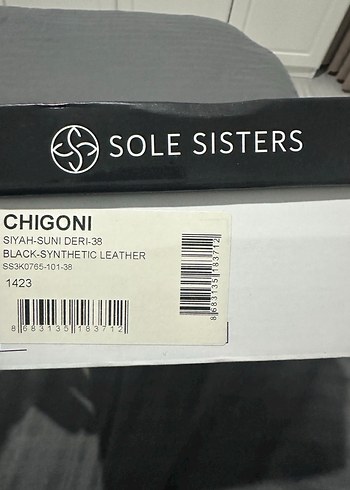 SOLE SISTERS
CHIGONI
SIYAH-SUNI DERI-38
BLACK-SYNTHETIC LEATHER
SS3K0765-101-38
1423
8683135183712
8683135183712